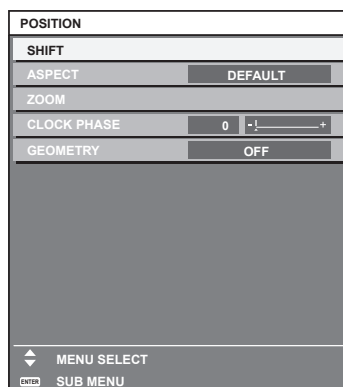 POSITION
SHIFT
ASPECT DEFAULT
ZOOM
CLOCK PHASE 0 - +
GEOMETRY OFF
MENU SELECT
ENTER SUB MENU